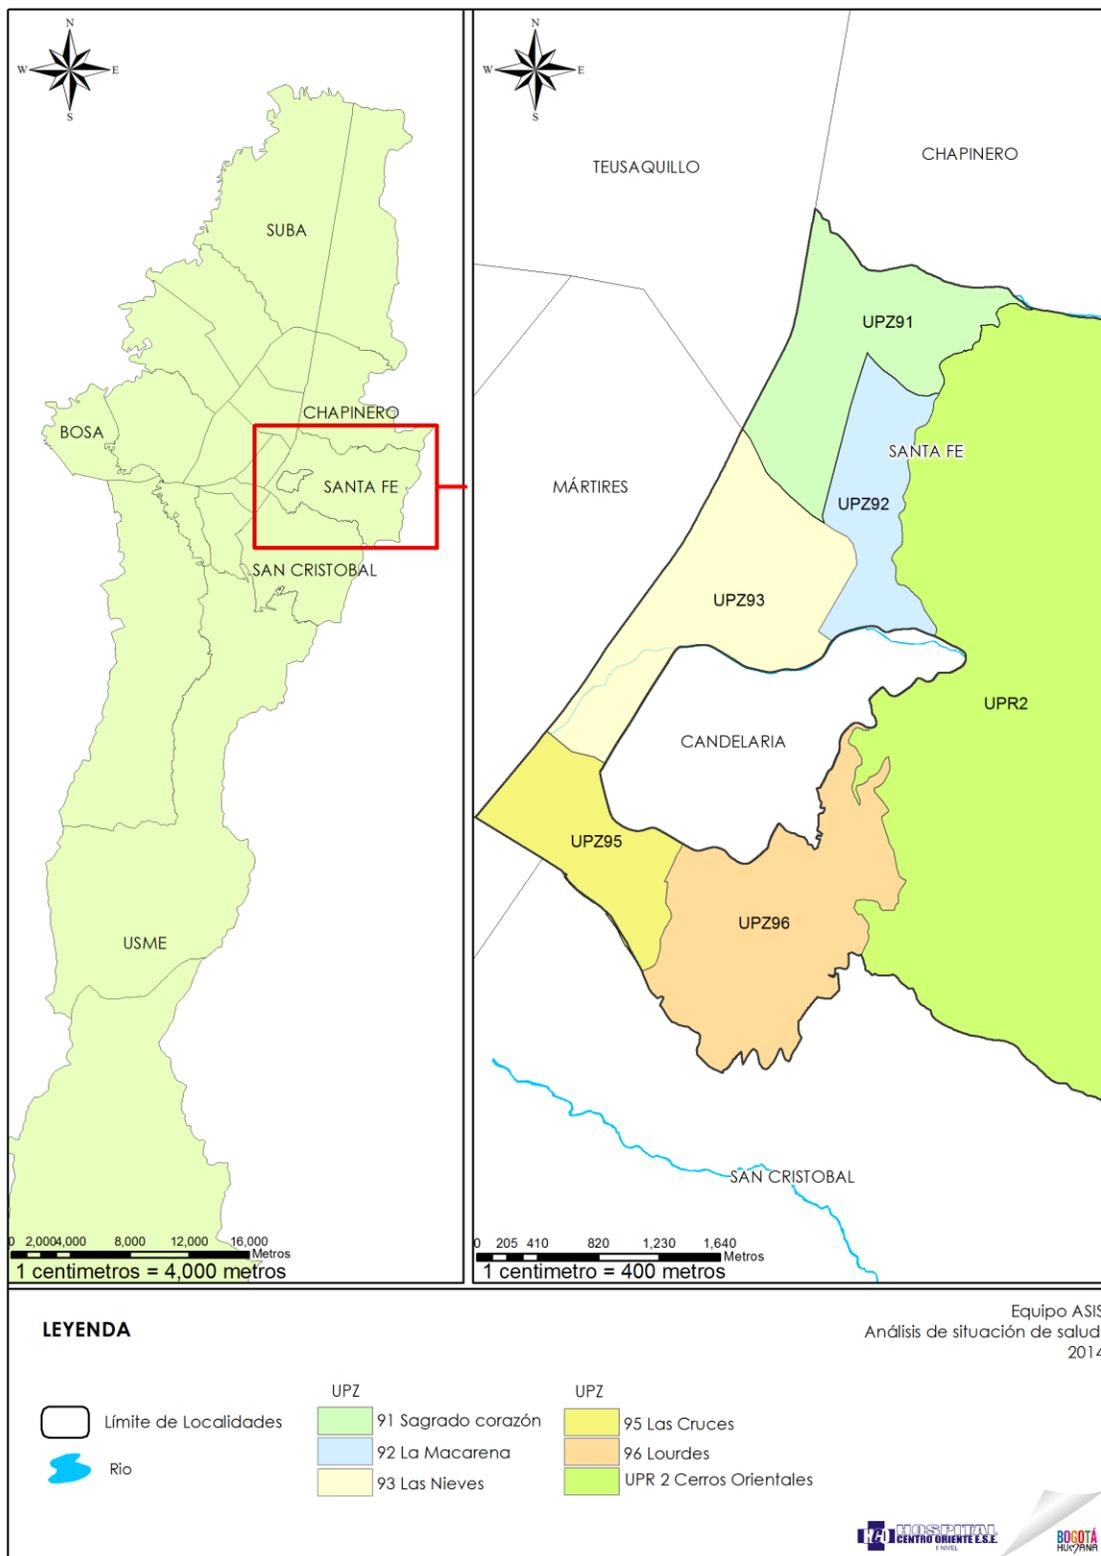 N
W E
S
SUBA
CHAPINERO
BOSA
SANTA FE
SAN CRISTOBAL
USME
0 2,000 4,000 8,000 12,000 16,000
Metros
1 centimetros = 4,000 metros
N
W E
S
TEUSAQUILLO
CHAPINERO
UPZ91
SANTA FE
MÁRTIRES
UPZ92
UPZ93
UPR2
CANDELARIA
UPZ95
UPZ96
SAN CRISTOBAL
0 205 410 820 1,230 1,640
Metros
1 centimetro = 400 metros
LEYENDA
Equipo ASIS
Análisis de situación de salud
2014
Límite de Localidades
Rio
UPZ
91 Sagrado corazón
92 La Macarena
93 Las Nieves
UPZ
95 Las Cruces
96 Lourdes
UPR 2 Cerros Orientales
HOSPITAL
CENTRO ORIENTE E.S.E.
NIVEL
BOGOTÁ
HUMANA